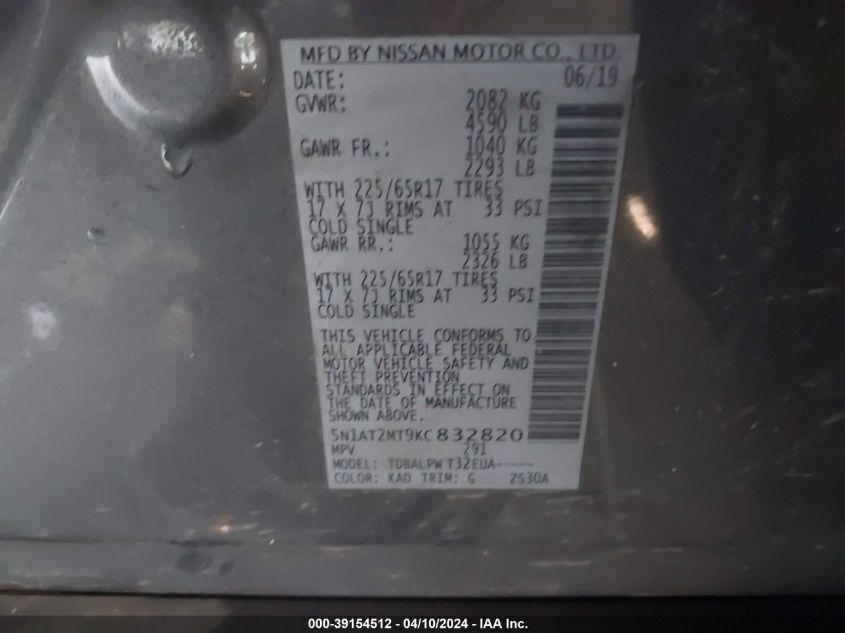 MFD BY NISSAN MOTOR CO., LTD.
DATE: 06/19
GVWR: 2082 KG
4590 LB
GAWR FR.: 1040 KG
2293 LB
WITH 225/65R17 TIRES
17 X 7J RIMS AT 33 PSI
COLD SINGLE
GAWR RR.: 1055 KG
2326 LB
WITH 225/65R17 TIRES
17 X 7J RIMS AT 33 PSI
COLD SINGLE
THIS VEHICLE CONFORMS TO
ALL APPLICABLE FEDERAL
MOTOR VEHICLE SAFETY AND
THEFT PREVENTION
STANDARDS IN EFFECT ON
THE DATE OF MANUFACTURE
SHOWN ABOVE.
5N1AT2MT9KC832820
MPV 291
MODEL: TDBALPW T32EUA-----
COLOR: KAD TRIM: G 2S30A
000-39154512 - 04/10/2024 - IAA Inc.